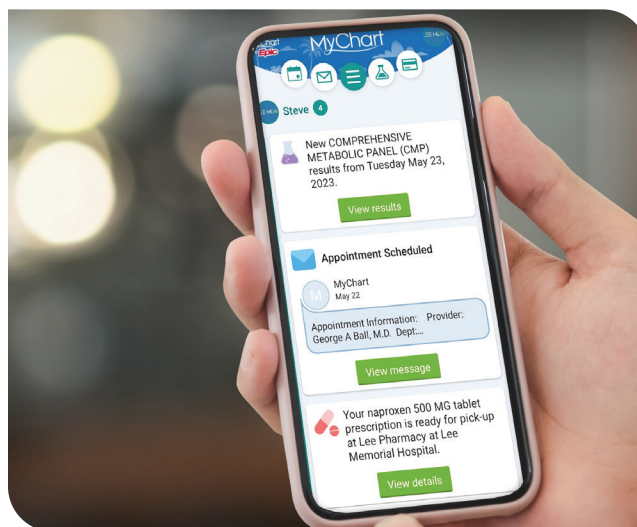 MyChart
Epic
Steve 4
New COMPREHENSIVE
METABOLIC PANEL (CMP)
results from Tuesday May 23,
2023.
View results
Appointment Scheduled
M
MyChart
May 22
Appointment Information: Provider:
George A Ball, M.D. Dept:...
View message
Your naproxen 500 MG tablet
prescription is ready for pick-up
at Lee Pharmacy at Lee
Memorial Hospital.
View details